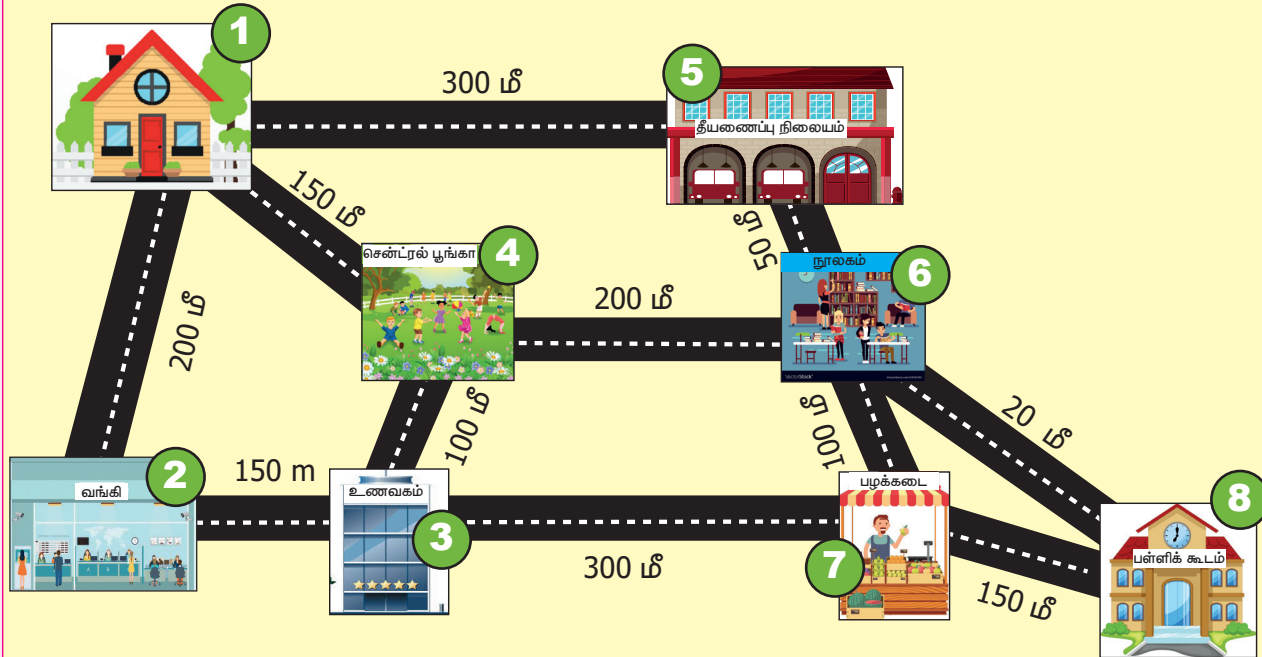 1
300 மீ
5
தீயணைப்பு நிலையம்
150 மீ
50 மீ
சென்ட்ரல் பூங்கா
4
நூலகம்
6
200 மீ
200 மீ
100 மீ
100 மீ
20 மீ
2
வங்கி
150 m
உணவகம்
3
பழக்கடை
7
300 மீ
8
பள்ளிக் கூடம்
150 மீ
VectorStock